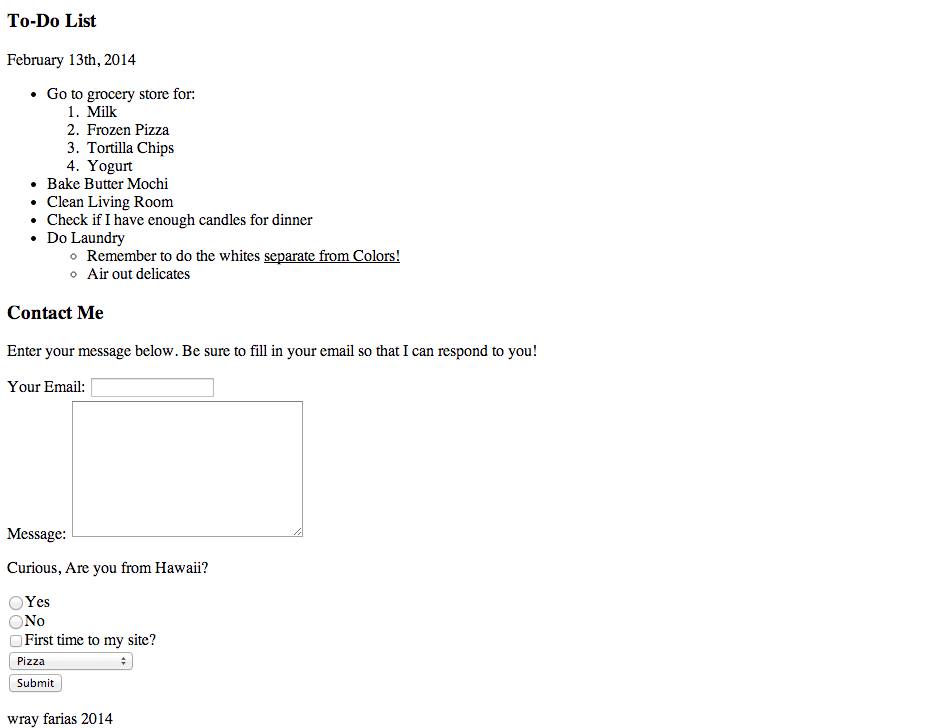 To-Do List
February 13th, 2014
• Go to grocery store for:
1. Milk
2. Frozen Pizza
3. Tortilla Chips
4. Yogurt
• Bake Butter Mochi
• Clean Living Room
• Check if I have enough candles for dinner
• Do Laundry
◦ Remember to do the whites separate from Colors!
◦ Air out delicates
Contact Me
Enter your message below. Be sure to fill in your email so that I can respond to you!
Your Email:
Message:
Curious, Are you from Hawaii?
Yes
No
First time to my site?
Pizza
Submit
wray farias 2014